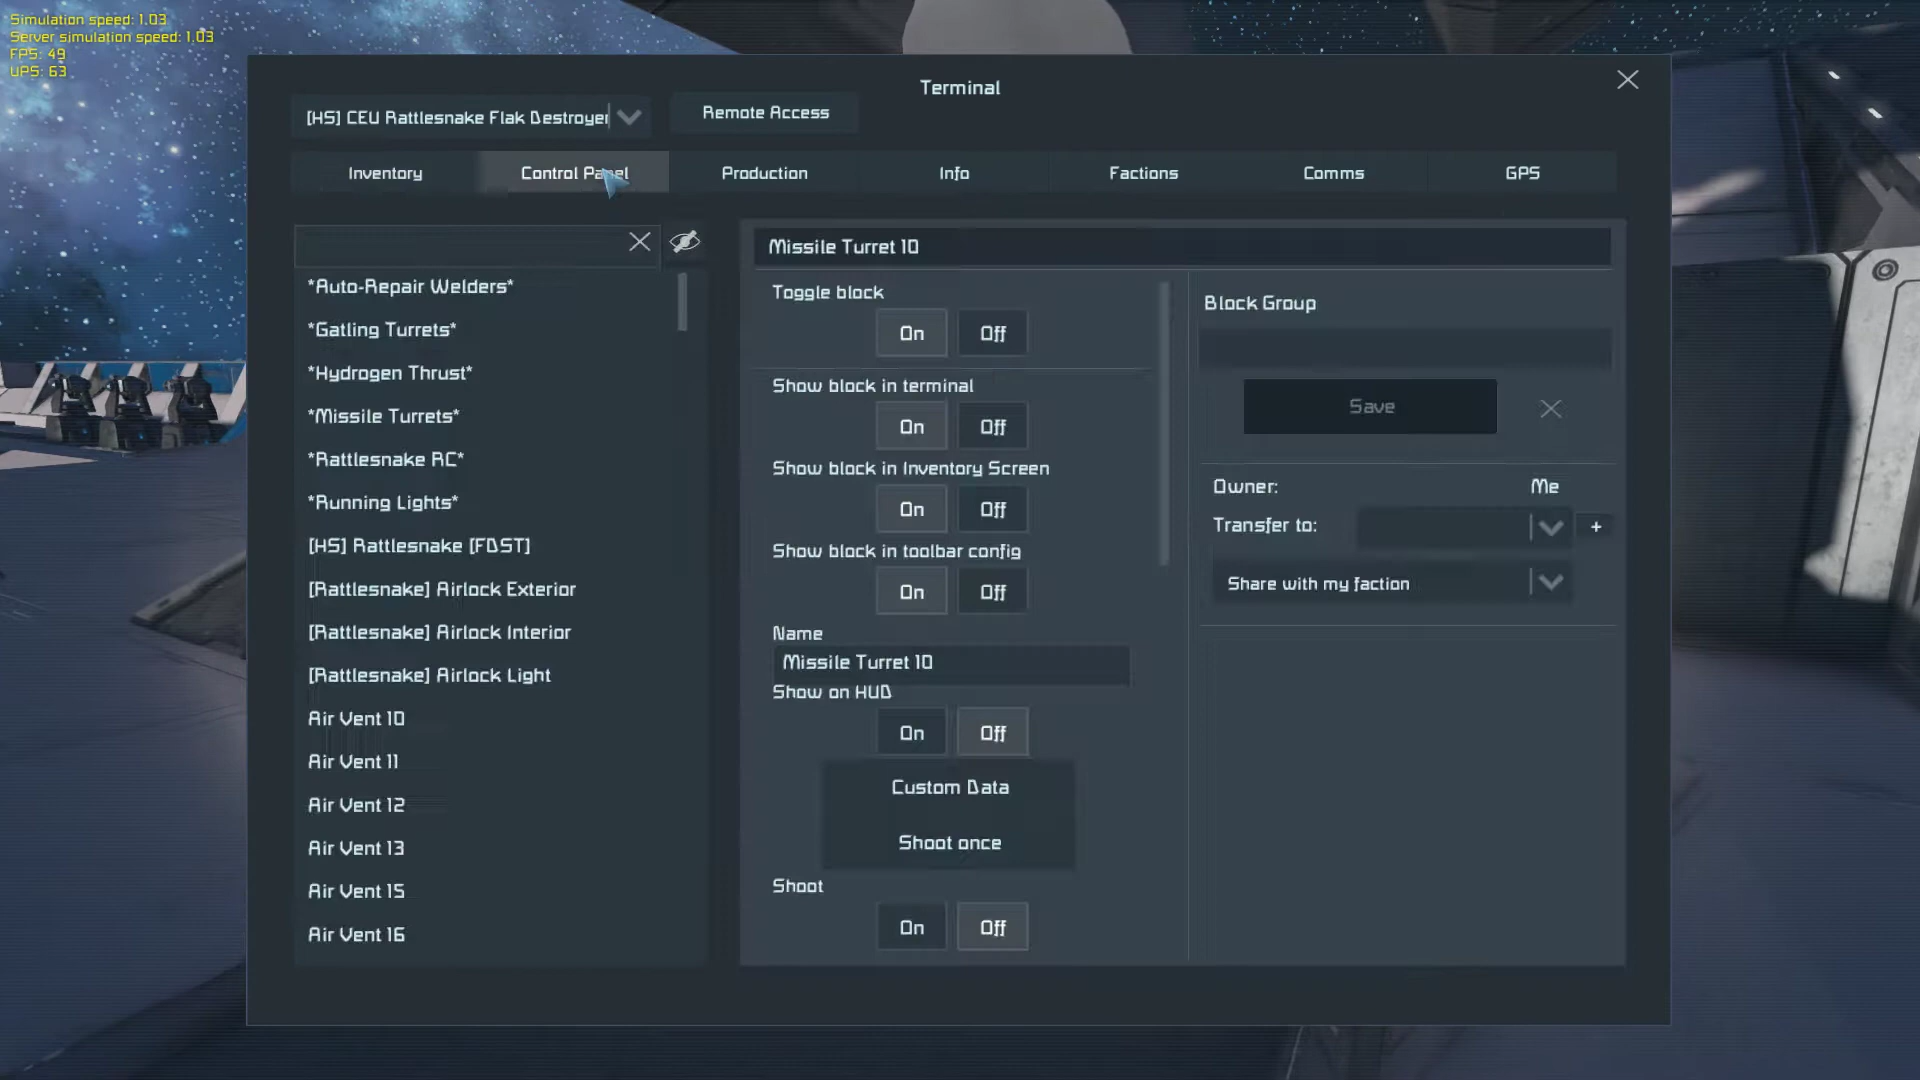 Simulation speed: 1.03
Server simulation speed: 1.03
FPS: 49
UPS: 63
Terminal
[HS] CEU Rattlesnake Flak Destroyer
Remote Access
Inventory
Control Panel
Production
Info
Factions
Comms
GPS
*Auto-Repair Welders*
*Gatling Turrets*
*Hydrogen Thrust*
*Missile Turrets*
*Rattlesnake RC*
*Running Lights*
[HS] Rattlesnake [FDST]
[Rattlesnake] Airlock Exterior
[Rattlesnake] Airlock Interior
[Rattlesnake] Airlock Light
Air Vent 10
Air Vent 11
Air Vent 12
Air Vent 13
Air Vent 15
Air Vent 16
Missile Turret 10
Toggle block
On Off
Show block in terminal
On Off
Show block in Inventory Screen
On Off
Show block in toolbar config
On Off
Name
Missile Turret 10
Show on HUD
On Off
Custom Data
Shoot once
Shoot
On Off
Block Group
Save
Owner: Me
Transfer to: +
Share with my faction